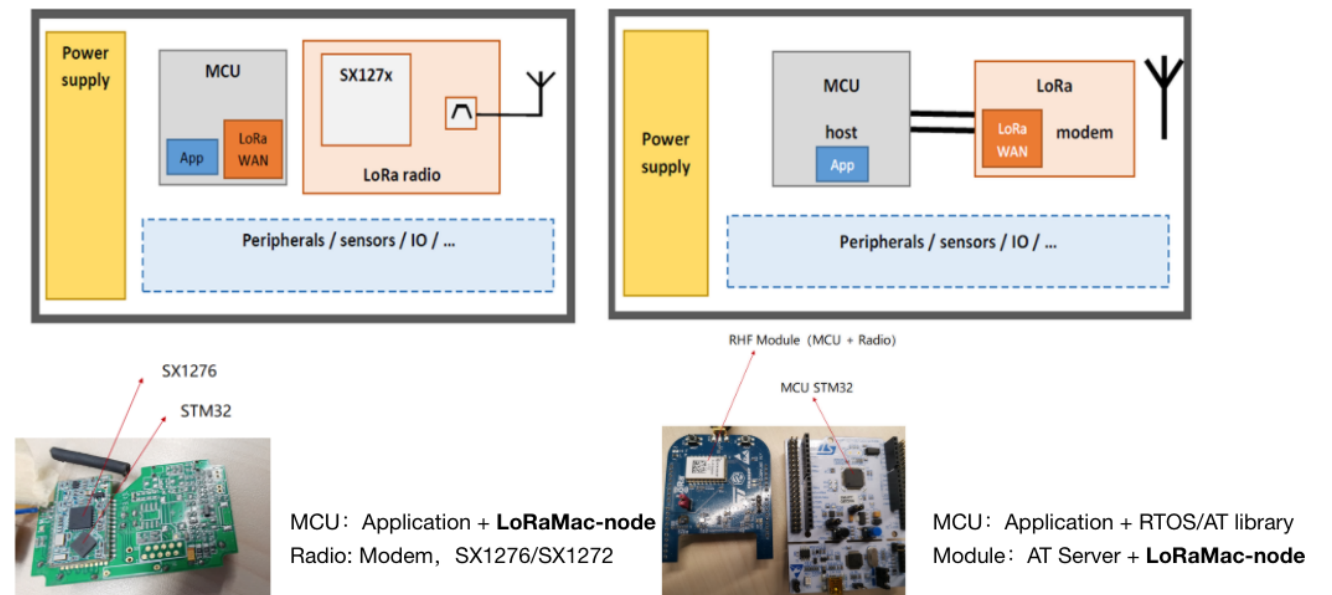 Power
supply
MCU
App
LoRa
WAN
SX127x
LoRa radio
Peripherals / sensors / IO / ...
Power
supply
MCU
host
App
LoRa
WAN
LoRa
modem
Peripherals / sensors / IO / ...
SX1276
STM32
MCU：Application + LoRaMac-node
Radio: Modem，SX1276/SX1272
RHF Module（MCU + Radio）
MCU STM32
MCU：Application + RTOS/AT library
Module：AT Server + LoRaMac-node